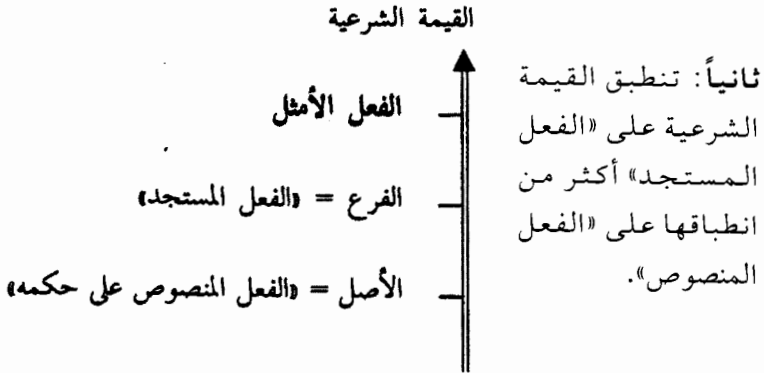 القيمة الشرعية
ثانياً: تنطبق القيمة
الشرعية على «الفعل
المستجد» أكثر من
انطباقها على «الفعل
المنصوص».
الفعل الأمثل
الفرع = «الفعل المستجد»
الأصل = «الفعل المنصوص على حكمه»